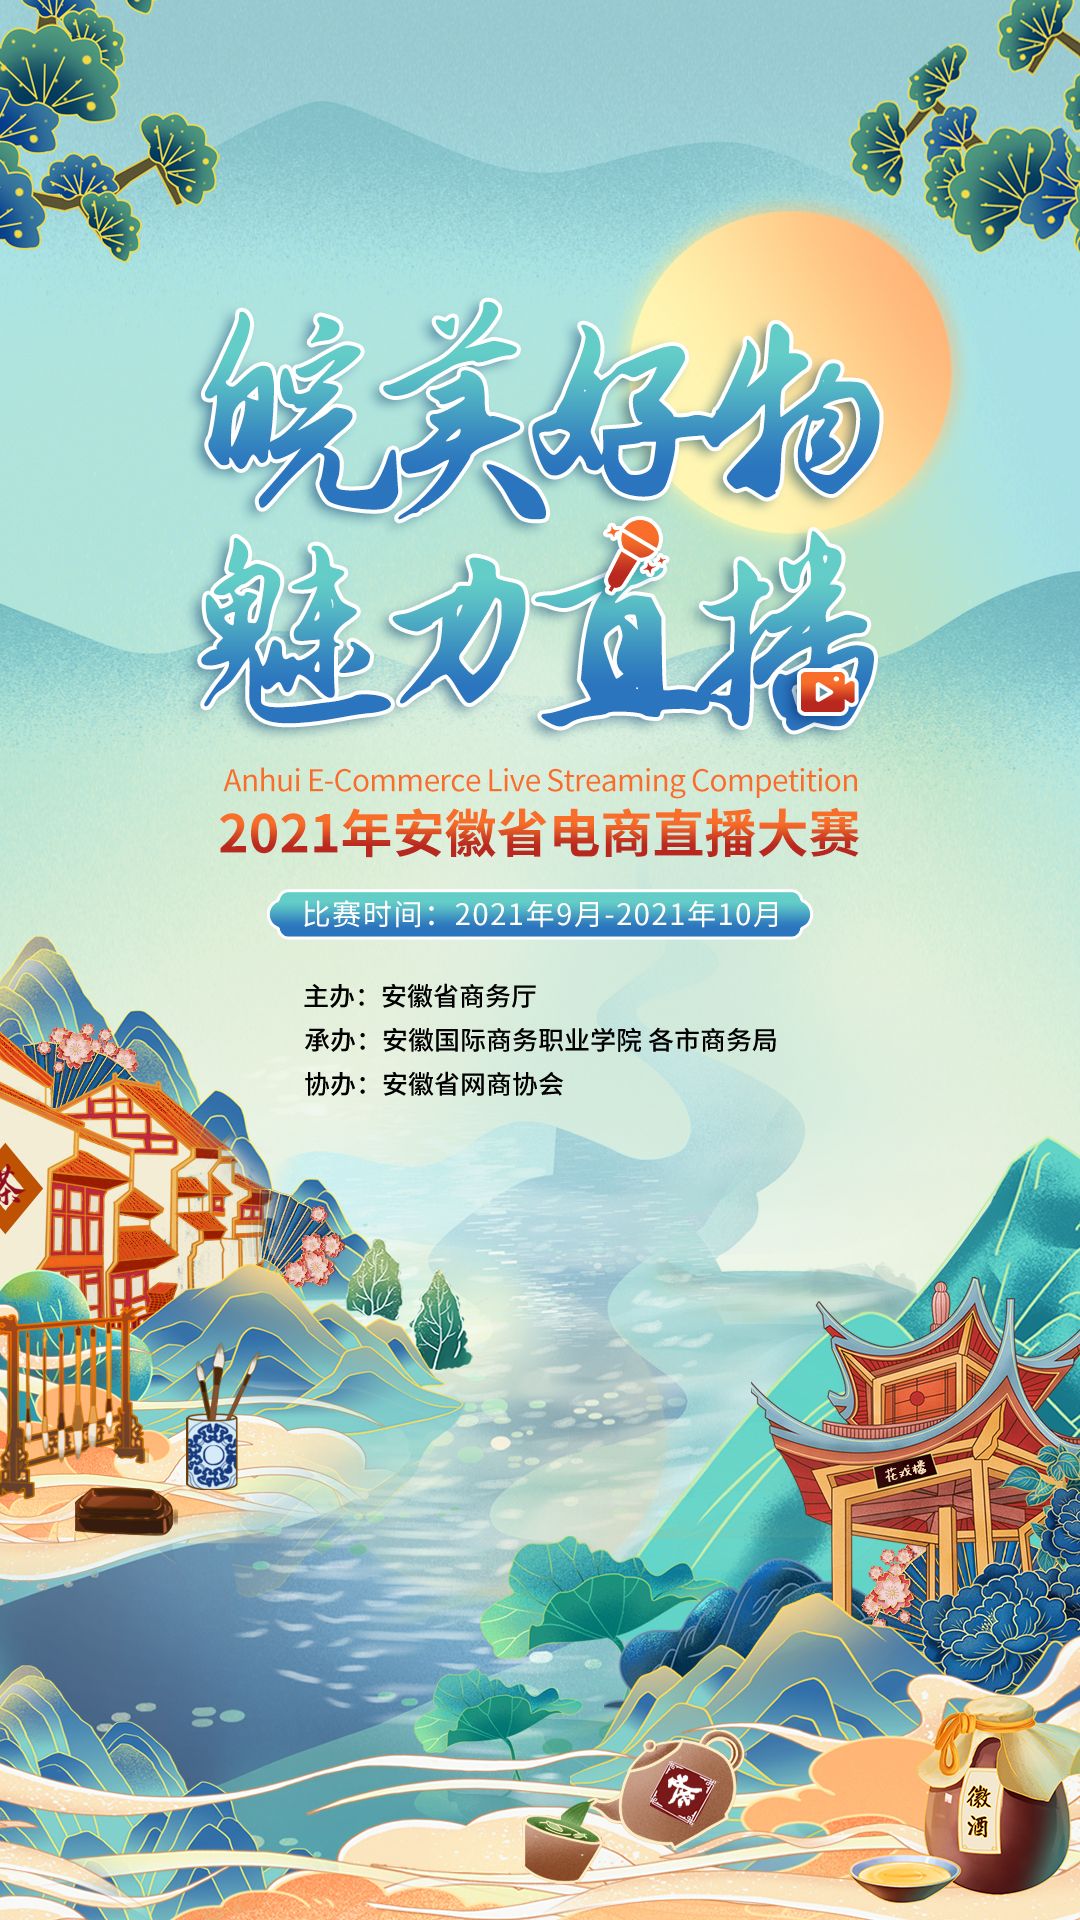 皖美好物
魅力直播
Anhui E-Commerce Live Streaming Competition
2021年安徽省电商直播大赛
比赛时间：2021年9月-2021年10月
主办：安徽省商务厅
承办：安徽国际商务职业学院 各市商务局
协办：安徽省网商协会
茶
花戏楼
茶
徽酒